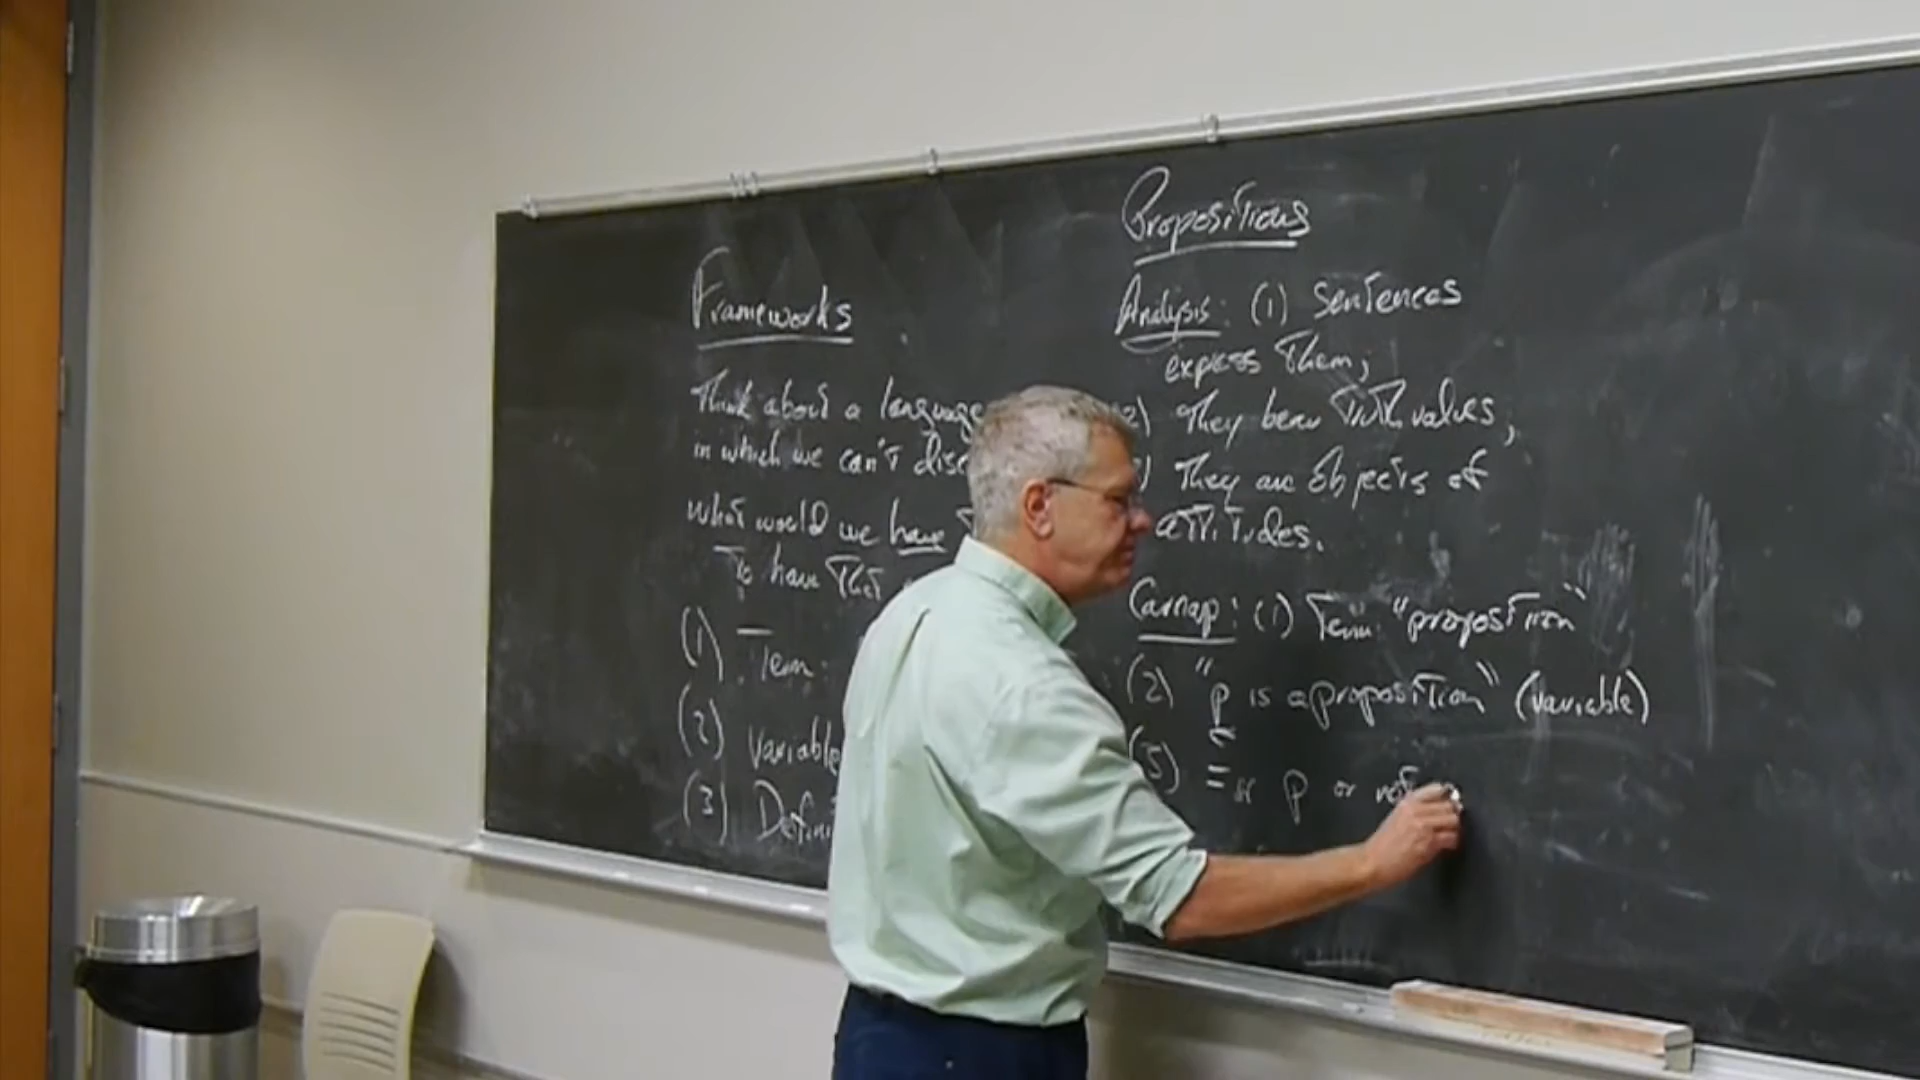 Frameworks
Think about a language
in which we can't disc
what would we have
To have that
(1) Term:
(2) variable
(3) Defini
Propositions
Analysis: (1) sentences
express them;
2) They bear truth values;
) They are objects of
attitudes.
Carnap: (1) Term "proposition"
(2) "p is a proposition" (variable)
(3) p or not